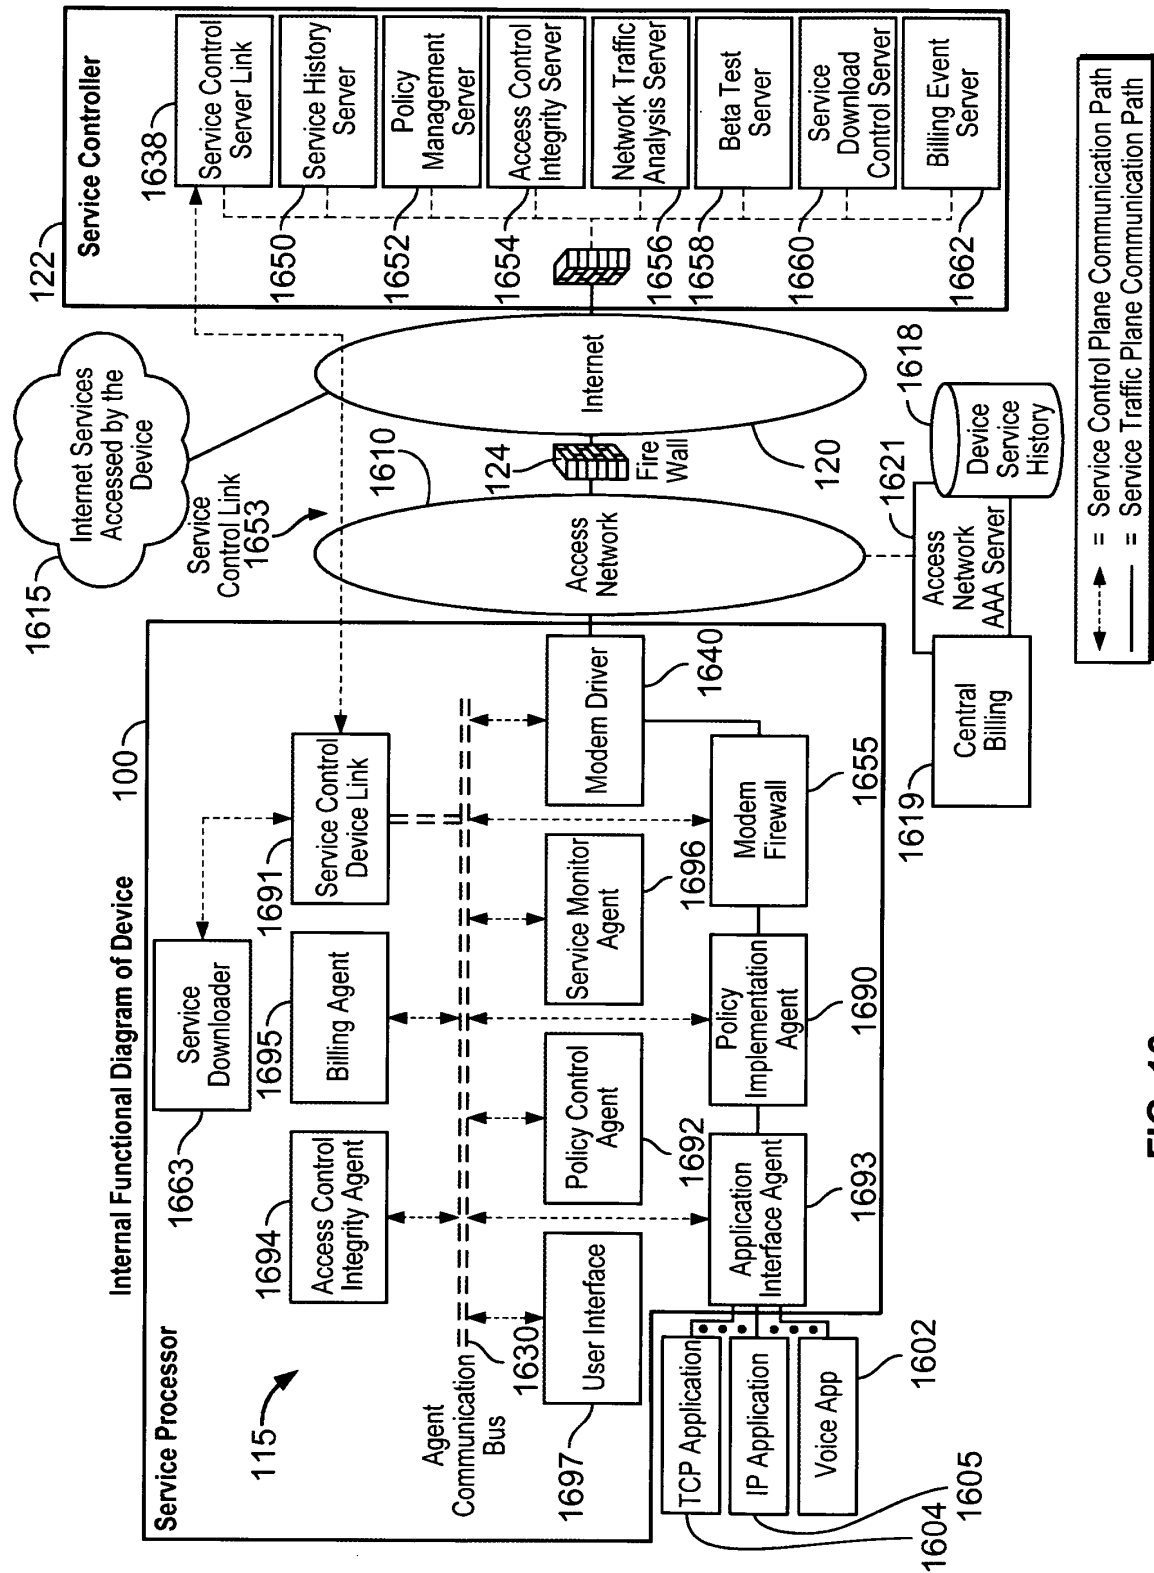 Internal Functional Diagram of Device
100
Service Processor
115
Service
Downloader
1663
Access Control
Integrity Agent
1694
Billing Agent
1695
Service Control
Device Link
1691
Agent
Communication
Bus
1630
User Interface
1697
Policy Control
Agent
1692
Service Monitor
Agent
1696
Modem Driver
1640
Application
Interface Agent
1693
Policy
Implementation
Agent
1690
Modem
Firewall
1655
TCP Application
1604
IP Application
1605
Voice App
1602
1615
Internet Services
Accessed by the
Device
Service
Control Link
1653
1610
Access
Network
124
Fire
Wall
Internet
120
Central
Billing
1619
Access
Network
AAA Server
1621
Device
Service
History
1618
122
Service Controller
1638
Service Control
Server Link
1650
Service History
Server
1652
Policy
Management
Server
1654
Access Control
Integrity Server
1656
Network Traffic
Analysis Server
1658
Beta Test
Server
1660
Service
Download
Control Server
1662
Billing Event
Server
= Service Control Plane Communication Path
= Service Traffic Plane Communication Path